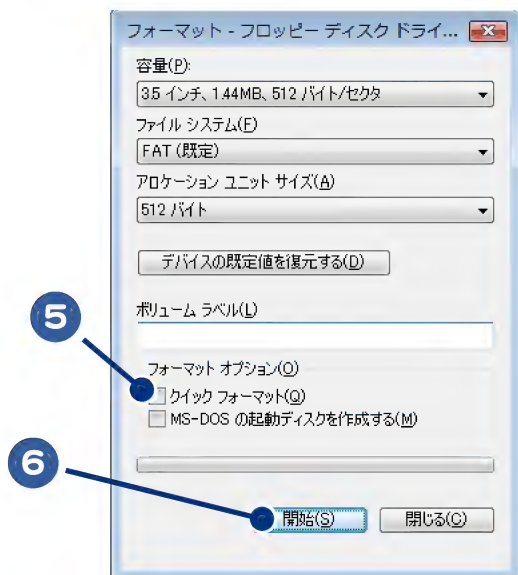 フォーマット - フロッピー ディスク ドライ...
容量(P):
3.5 インチ、1.44MB、512 バイト/セクタ
ファイル システム(F)
FAT (既定)
アロケーション ユニット サイズ(A)
512 バイト
デバイスの既定値を復元する(D)
ボリューム ラベル(L)
5
フォーマット オプション(O)
クイック フォーマット(Q)
MS-DOS の起動ディスクを作成する(M)
6
開始(S) 閉じる(C)